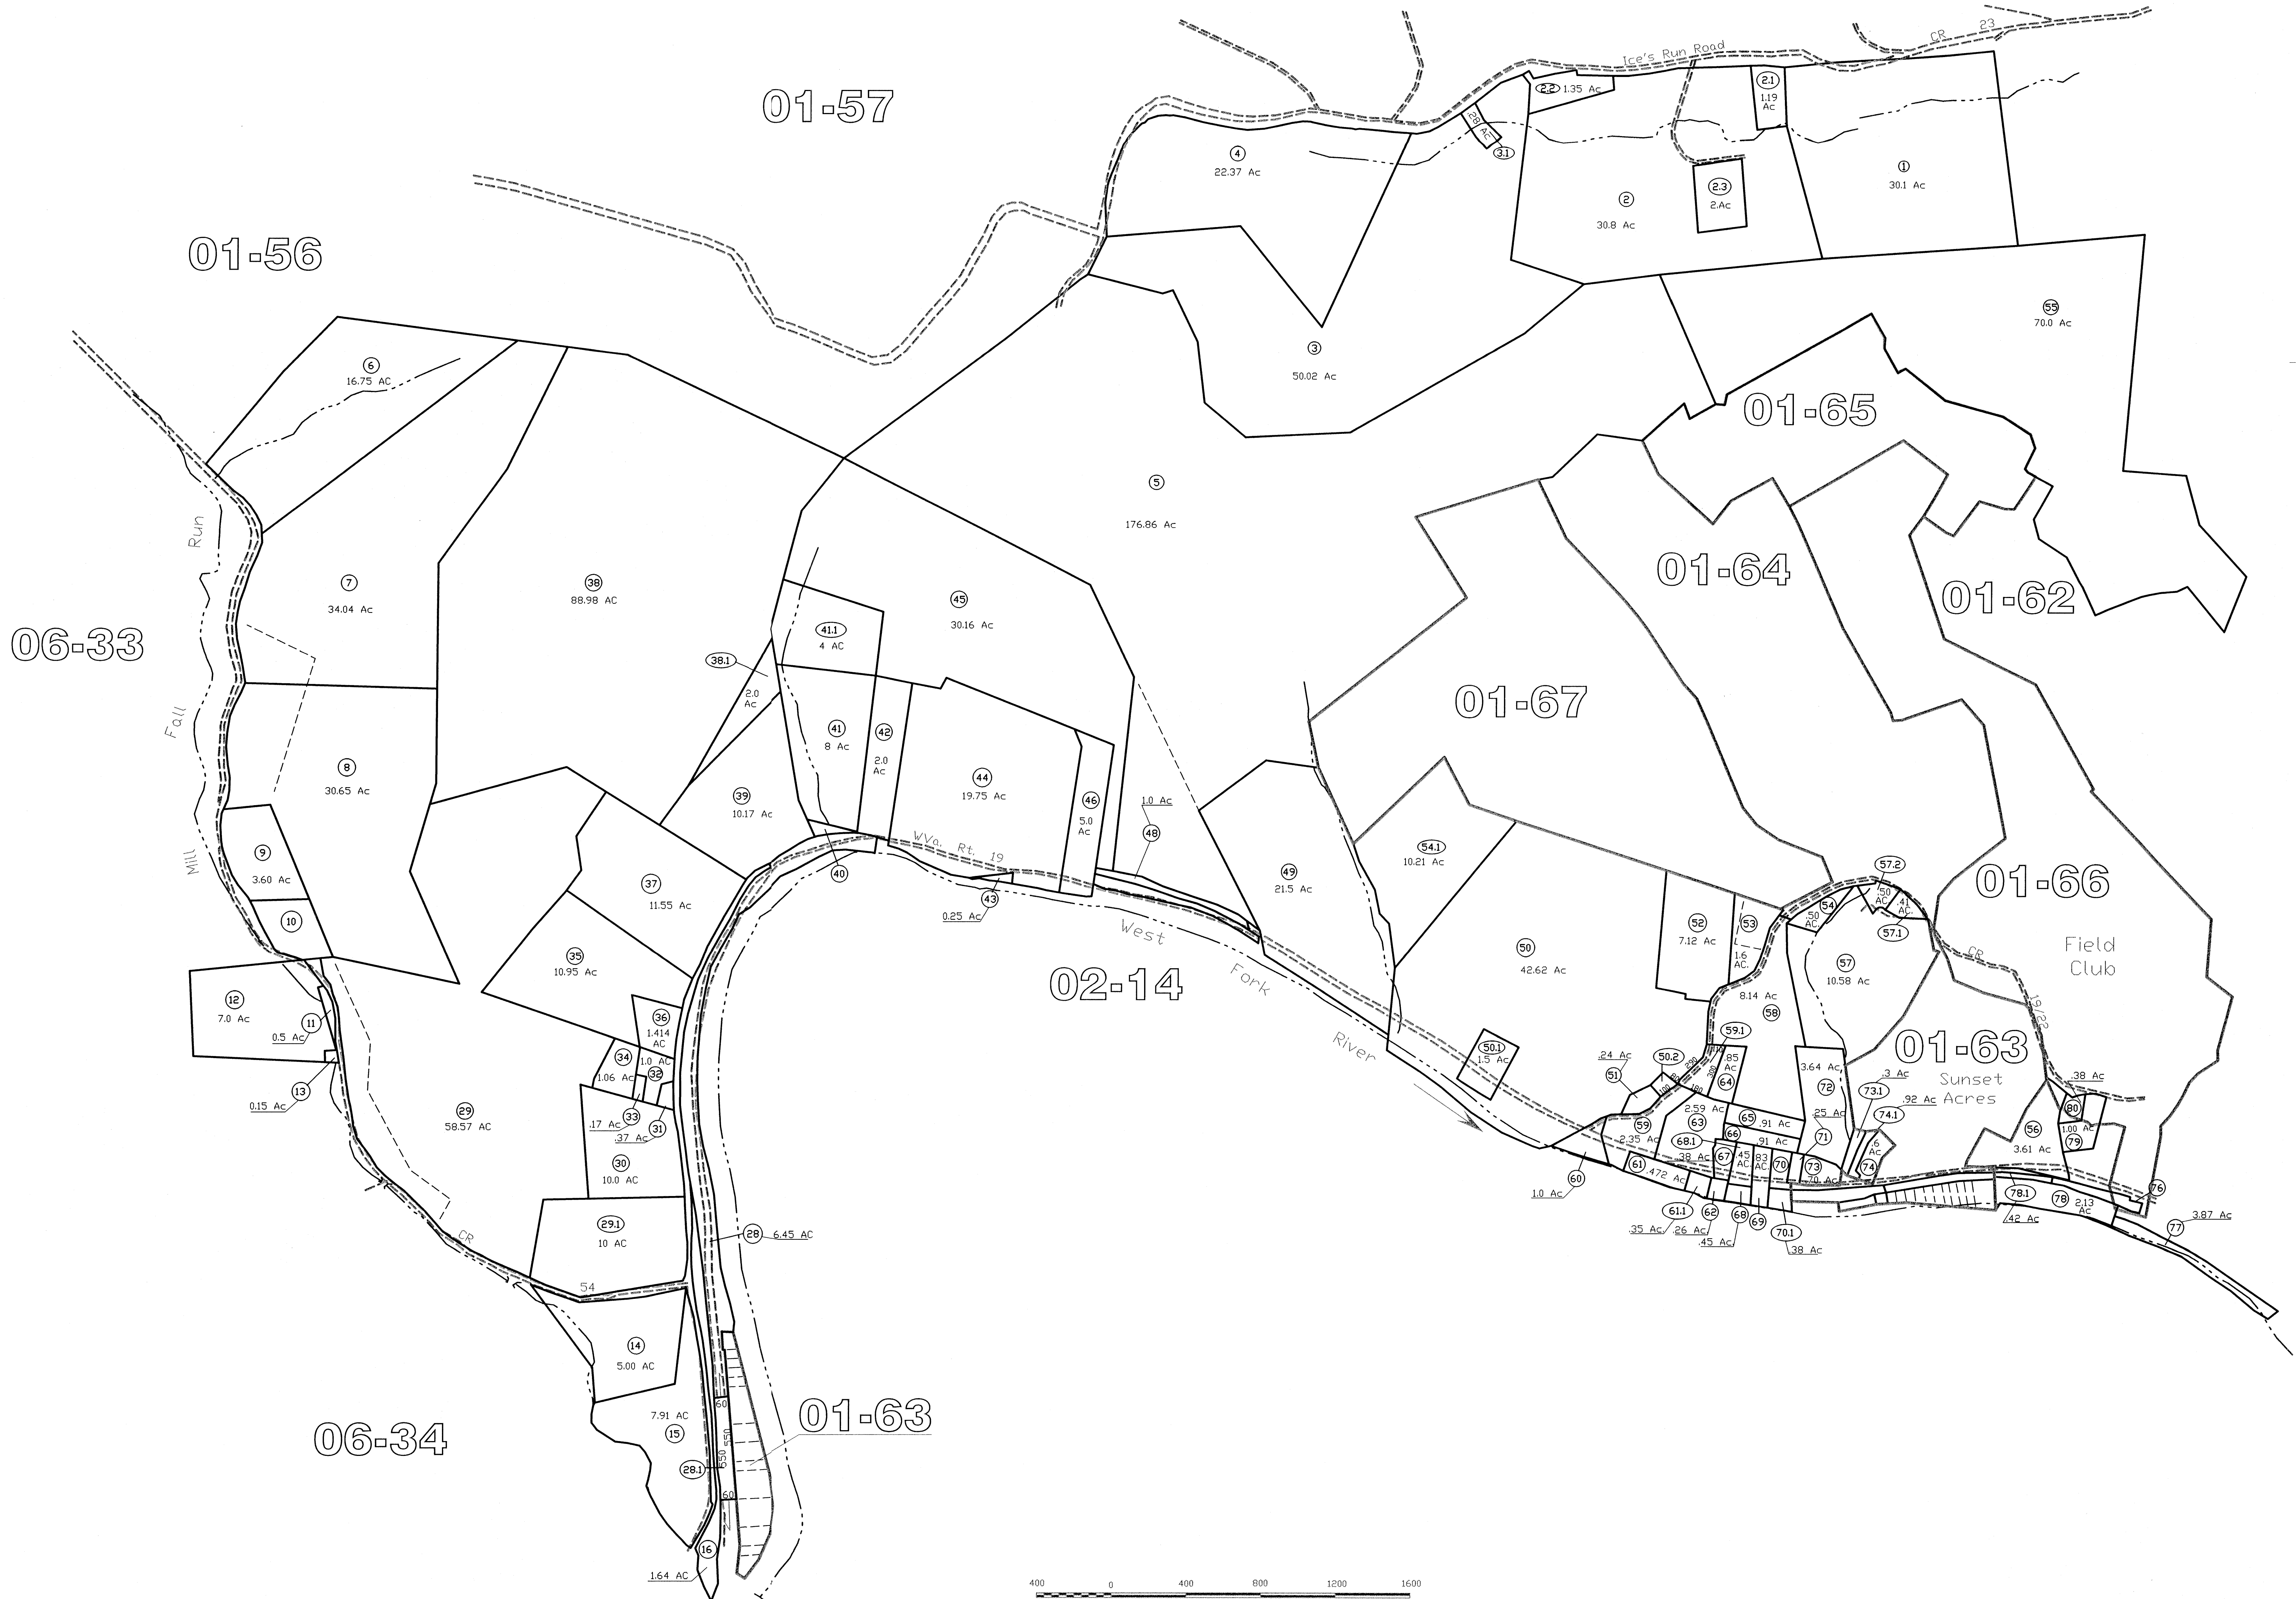 CR 23
Ice's Run Road
01-57
2.1
1.19
Ac
2.2 1.35 Ac
.28 AC
3.1
4
22.37 Ac
1
30.1 Ac
2.3
2.Ac
2
30.8 Ac
01-56
55
70.0 Ac
3
50.02 Ac
6
16.75 AC
01-65
5
176.86 Ac
Run
01-64
7
34.04 Ac
38
88.98 AC
01-62
45
30.16 Ac
41.1
4 AC
06-33
38.1
2.0
Ac
01-67
Fall
41
8 Ac
42
2.0
Ac
8
30.65 Ac
44
19.75 Ac
39
10.17 Ac
46
5.0
Ac
1.0 Ac
48
WVa. Rt. 19
Mill
9
3.60 Ac
54.1
10.21 Ac
40
49
21.5 Ac
57.2
.50
AC
.41
AC.
57.1
54
.50
AC.
01-66
37
11.55 Ac
43
0.25 Ac
10
52
7.12 Ac
53
1.6
AC.
West
Fork
River
50
42.62 Ac
CR
19/22
Field
Club
35
10.95 Ac
57
10.58 Ac
02-14
12
7.0 Ac
8.14 Ac
58
36
1.414
AC
11
0.5 Ac
59.1
01-63
Sunset
Acres
34
1.06 Ac
1.0 AC
32
50.1
1.5 Ac
.24 Ac
51
50.2
80
100
230
110
300
180
.85
Ac
64
3.64 Ac
72
.3 Ac
73.1
.92 Ac
74.1
.38 Ac
13
0.15 Ac
29
58.57 AC
33
.17 Ac
.37 Ac
31
2.59 Ac
63
65
.91 Ac
.25 Ac
71
80
1.00 AC
79
59
2.35 Ac
66
.91 Ac
68.1
.38 Ac
67
.45
AC.
.83
AC.
70
73
.70 Ac
.6
Ac
74
56
3.61 Ac
30
10.0 AC
61
.472 Ac
60
1.0 Ac
61.1
.35 Ac
62
.26 Ac
68
.45 Ac
69
70.1
.38 Ac
78.1
.42 Ac
78
2.13
Ac
76
77
3.87 Ac
29.1
10 AC
28
6.45 AC
CR
54
14
5.00 AC
60
7.91 AC
15
01-63
550
550
06-34
28.1
60
16
1.64 AC
400 0 400 800 1200 1600